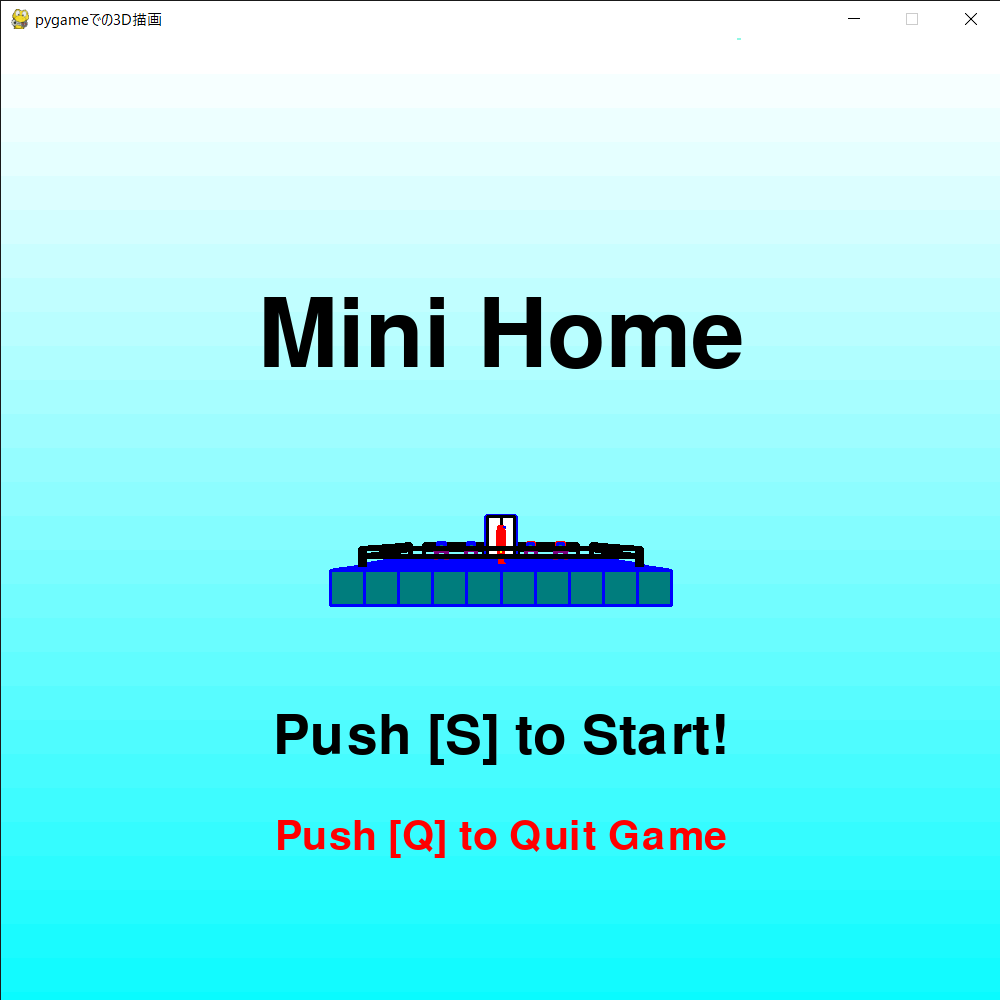 pygameでの3D描画
Mini Home
Push [S] to Start!
Push [Q] to Quit Game